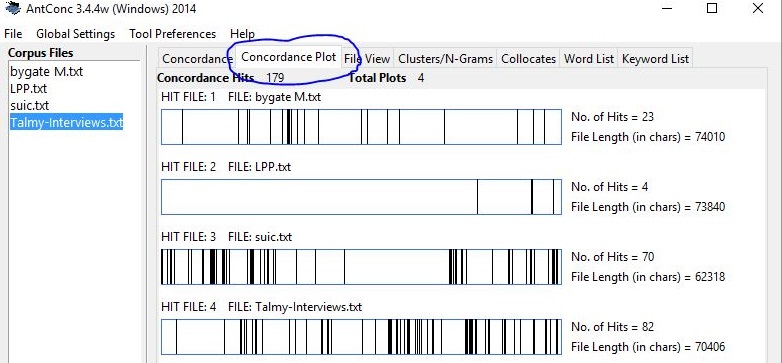 AntConc 3.4.4w (Windows) 2014
File Global Settings Tool Preferences Help
Corpus Files
bygate M.txt
LPP.txt
suic.txt
Talmy-Interviews.txt
Concordance Concordance Plot File View Clusters/N-Grams Collocates Word List Keyword List
Concordance Hits 179 Total Plots 4
HIT FILE: 1 FILE: bygate M.txt
No. of Hits = 23
File Length (in chars) = 74010
HIT FILE: 2 FILE: LPP.txt
No. of Hits = 4
File Length (in chars) = 73840
HIT FILE: 3 FILE: suic.txt
No. of Hits = 70
File Length (in chars) = 62318
HIT FILE: 4 FILE: Talmy-Interviews.txt
No. of Hits = 82
File Length (in chars) = 70406